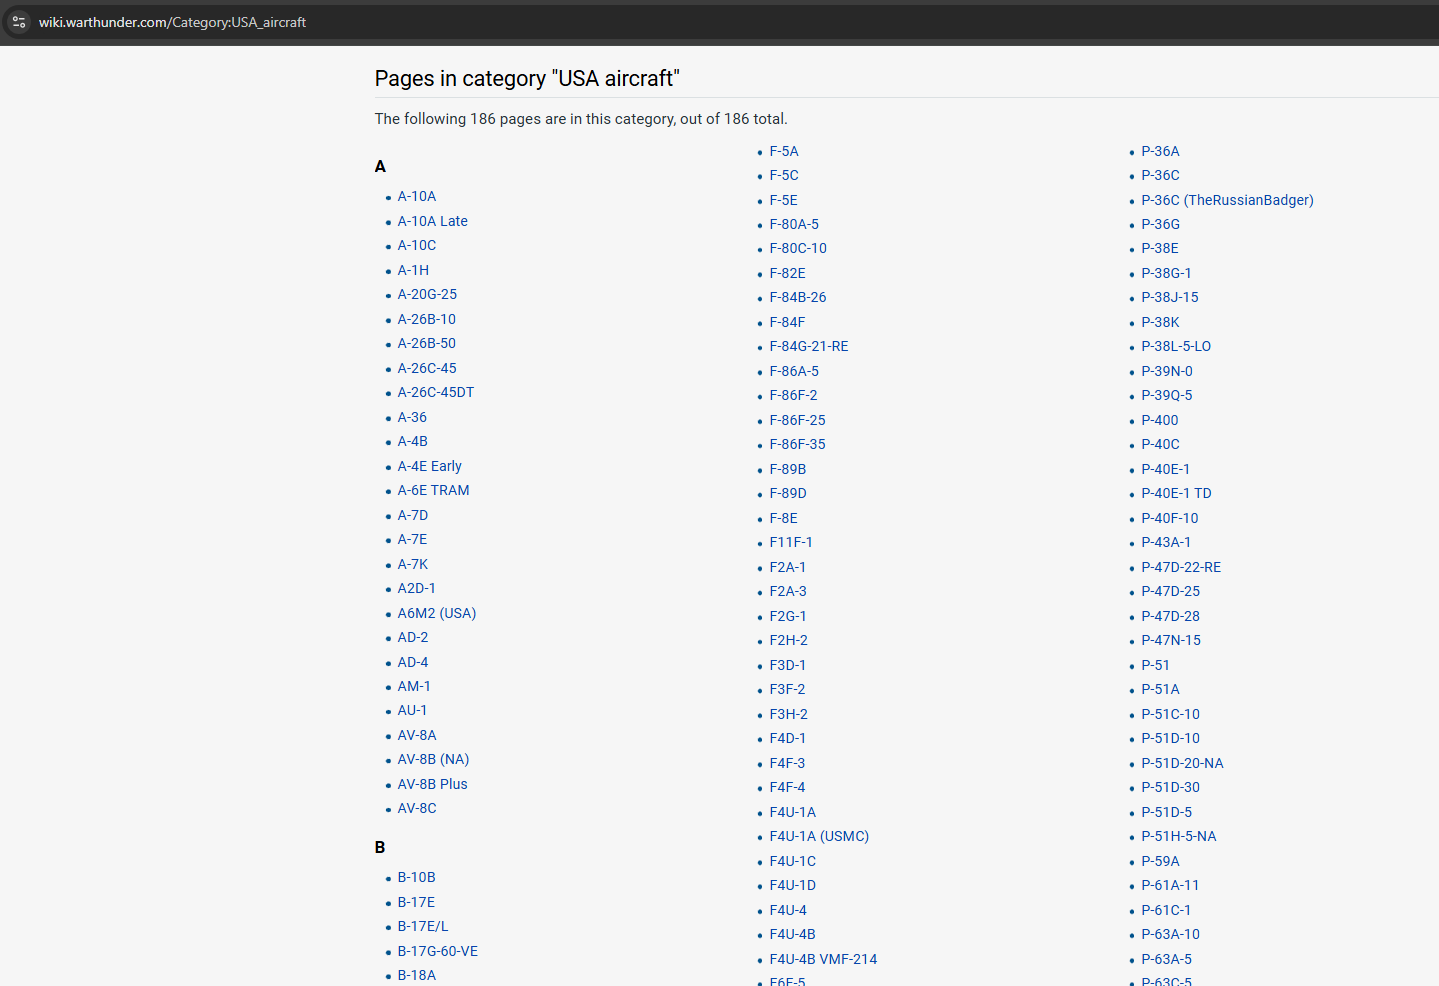 wiki.warthunder.com/Category:USA_aircraft
Pages in category "USA aircraft"
The following 186 pages are in this category, out of 186 total.
A
A-10A
A-10A Late
A-10C
A-1H
A-20G-25
A-26B-10
A-26B-50
A-26C-45
A-26C-45DT
A-36
A-4B
A-4E Early
A-6E TRAM
A-7D
A-7E
A-7K
A2D-1
A6M2 (USA)
AD-2
AD-4
AM-1
AU-1
AV-8A
AV-8B (NA)
AV-8B Plus
AV-8C
B
B-10B
B-17E
B-17E/L
B-17G-60-VE
B-18A
F-5A
F-5C
F-5E
F-80A-5
F-80C-10
F-82E
F-84B-26
F-84F
F-84G-21-RE
F-86A-5
F-86F-2
F-86F-25
F-86F-35
F-89B
F-89D
F-8E
F11F-1
F2A-1
F2A-3
F2G-1
F2H-2
F3D-1
F3F-2
F3H-2
F4D-1
F4F-3
F4F-4
F4U-1A
F4U-1A (USMC)
F4U-1C
F4U-1D
F4U-4
F4U-4B
F4U-4B VMF-214
F6F-5
P-36A
P-36C
P-36C (TheRussianBadger)
P-36G
P-38E
P-38G-1
P-38J-15
P-38K
P-38L-5-LO
P-39N-0
P-39Q-5
P-400
P-40C
P-40E-1
P-40E-1 TD
P-40F-10
P-43A-1
P-47D-22-RE
P-47D-25
P-47D-28
P-47N-15
P-51
P-51A
P-51C-10
P-51D-10
P-51D-20-NA
P-51D-30
P-51D-5
P-51H-5-NA
P-59A
P-61A-11
P-61C-1
P-63A-10
P-63A-5
P-63C-5